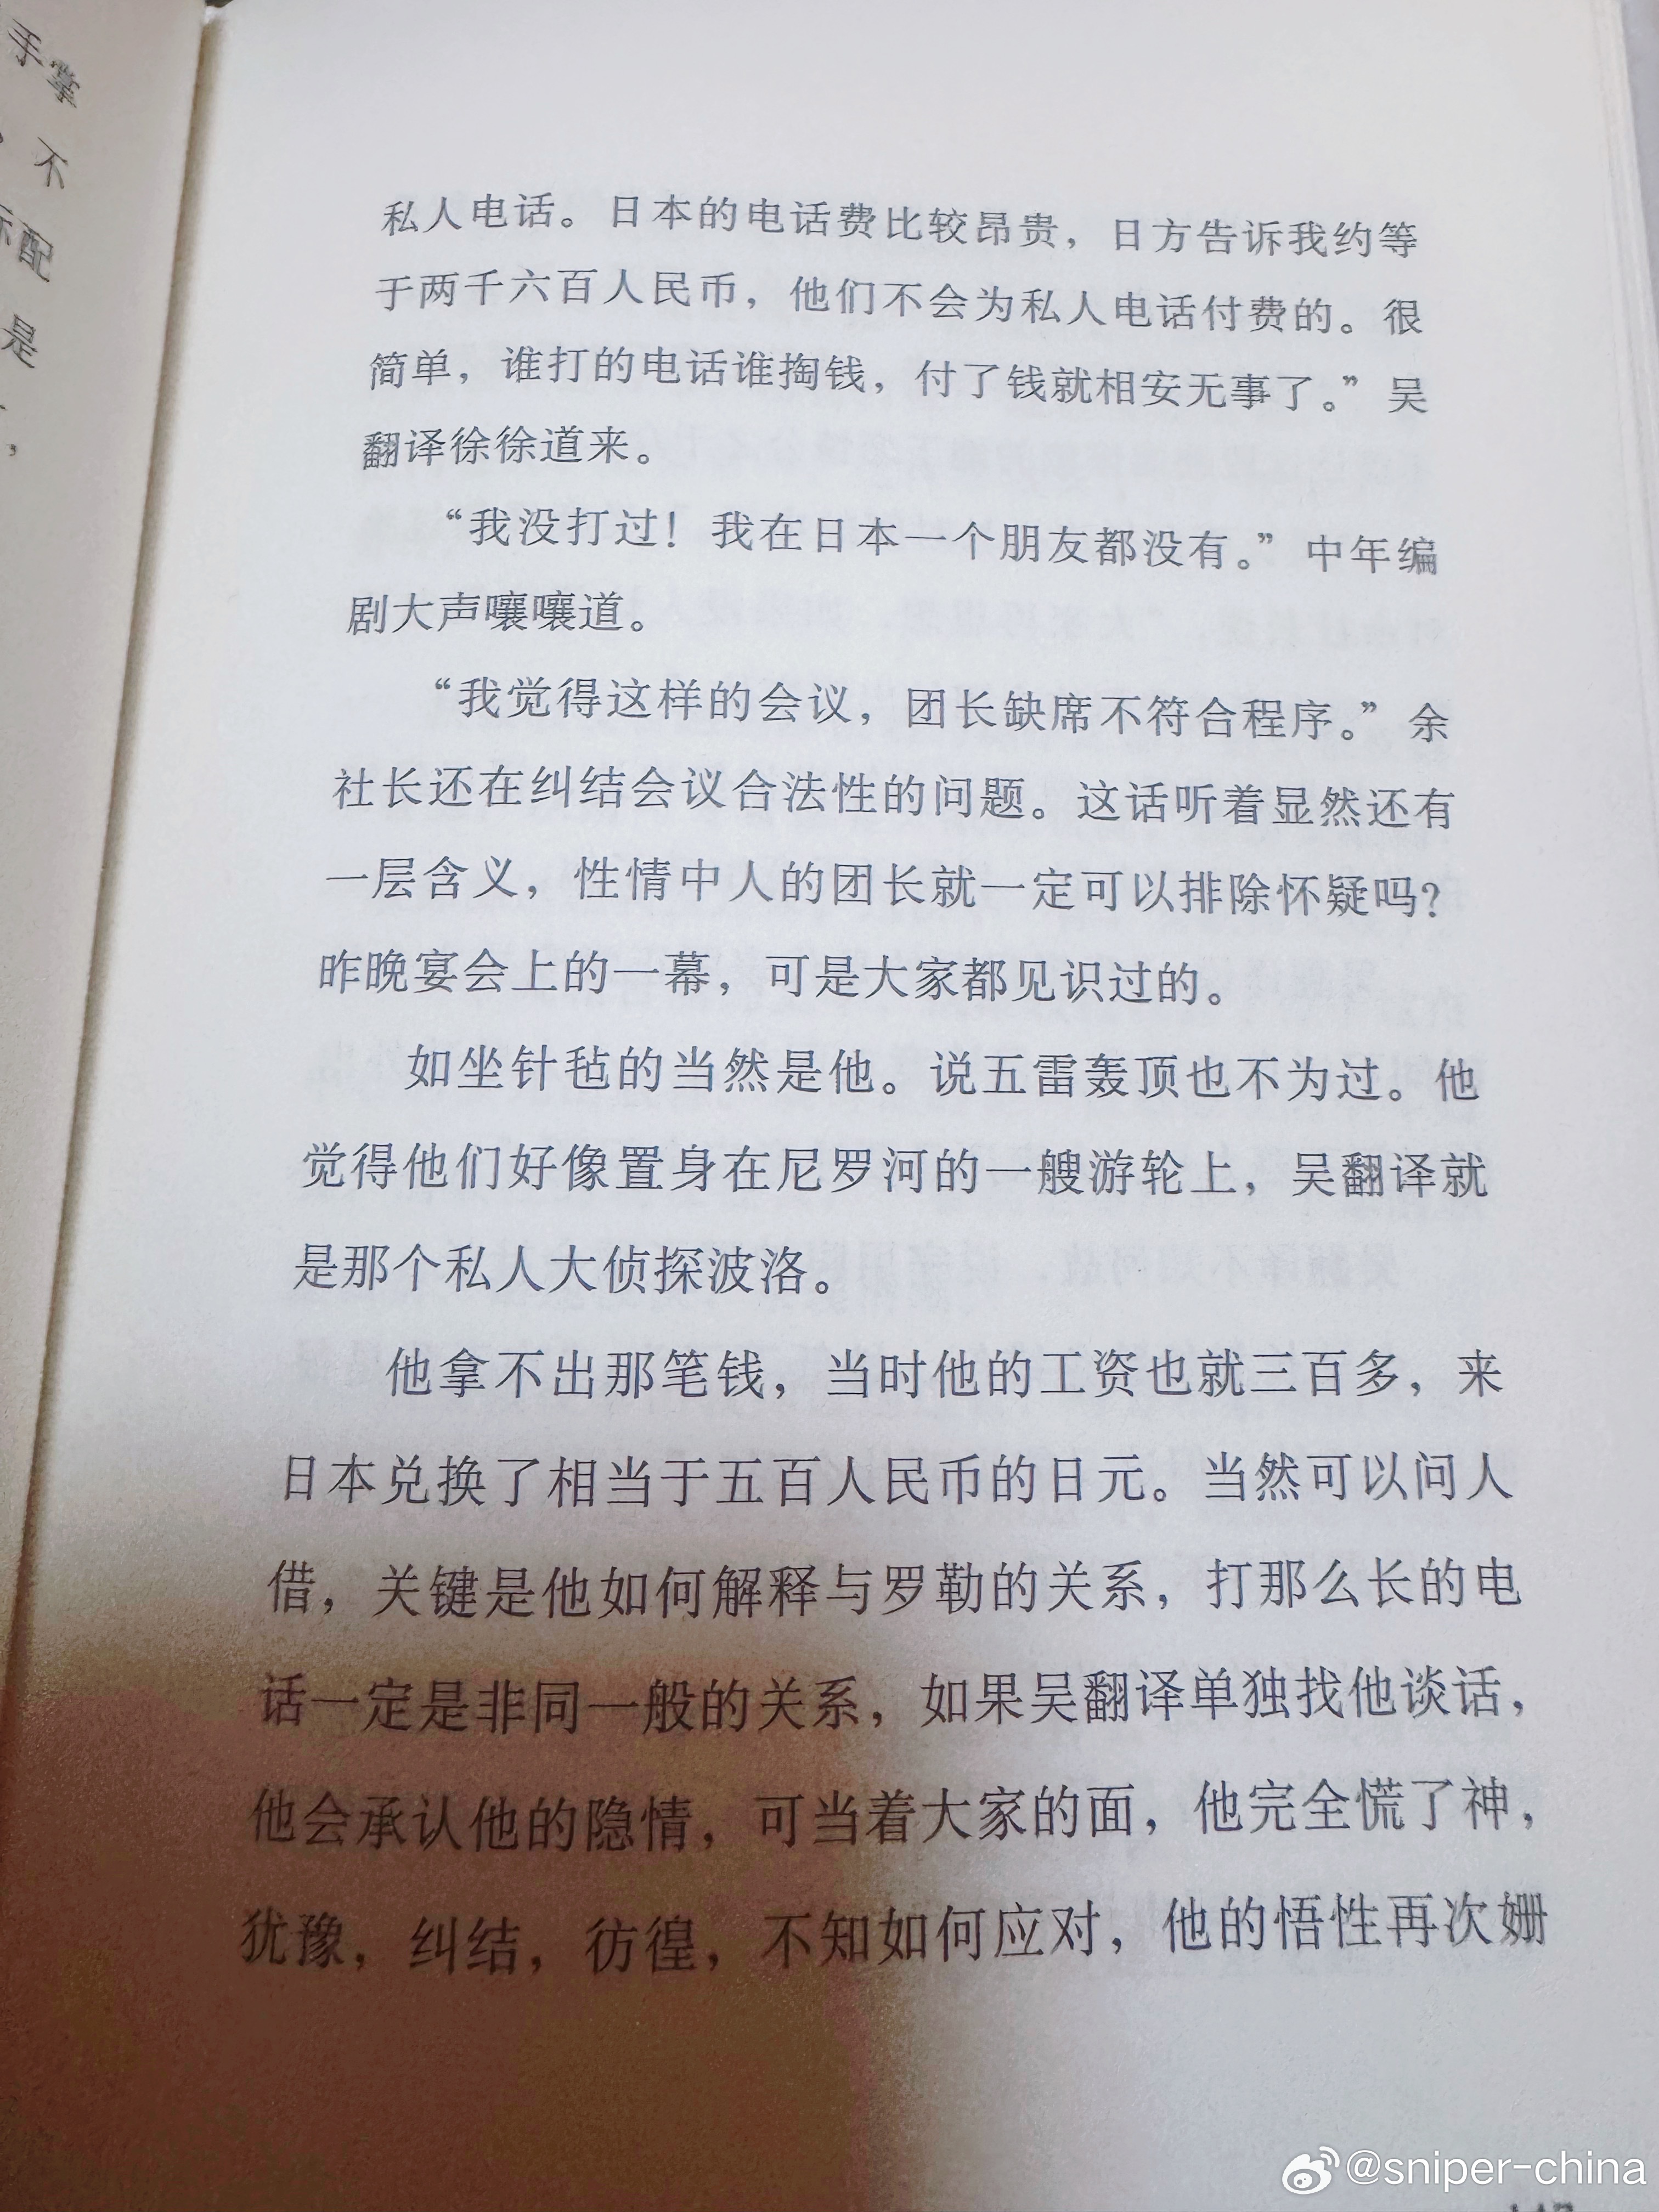 手掌
不
配
是
私人电话。日本的电话费比较昂贵，日方告诉我约等
于两千六百人民币，他们不会为私人电话付费的。很
简单，谁打的电话谁掏钱，付了钱就相安无事了。”吴
翻译徐徐道来。
“我没打过！我在日本一个朋友都没有。”中年编
剧大声嚷嚷道。
“我觉得这样的会议，团长缺席不符合程序。”余
社长还在纠结会议合法性的问题。这话听着显然还有
一层含义，性情中人的团长就一定可以排除怀疑吗？
昨晚宴会上的一幕，可是大家都见识过的。
如坐针毡的当然是他。说五雷轰顶也不为过。他
觉得他们好像置身在尼罗河的一艘游轮上，吴翻译就
是那个私人大侦探波洛。
他拿不出那笔钱，当时他的工资也就三百多，来
日本兑换了相当于五百人民币的日元。当然可以问人
借，关键是他如何解释与罗勒的关系，打那么长的电
话一定是非同一般的关系，如果吴翻译单独找他谈话，
他会承认他的隐情，可当着大家的面，他完全慌了神，
犹豫，纠结，彷徨，不知如何应对，他的悟性再次姗
@sniper-china